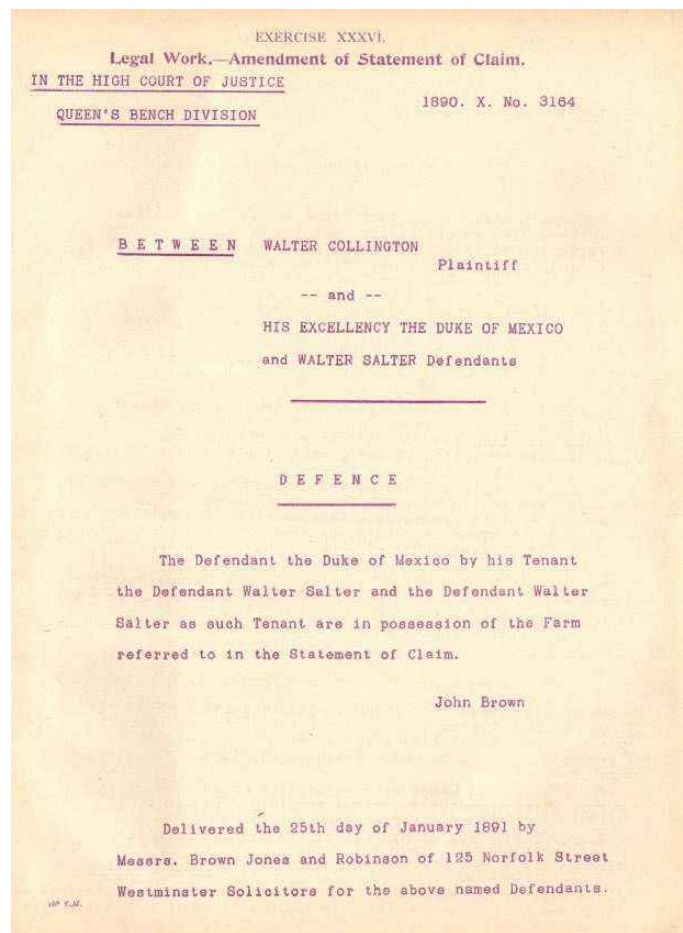 EXERCISE XXXVI.
Legal Work.—Amendment of Statement of Claim.
IN THE HIGH COURT OF JUSTICE
1890. X. No. 3164
QUEEN'S BENCH DIVISION
BETWEEN WALTER COLLINGTON
Plaintiff
-- and --
HIS EXCELLENCY THE DUKE OF MEXICO
and WALTER SALTER Defendants
DEFENCE
The Defendant the Duke of Mexico by his Tenant
the Defendant Walter Salter and the Defendant Walter
Salter as such Tenant are in possession of the Farm
referred to in the Statement of Claim.
John Brown
Delivered the 25th day of January 1891 by
Messrs. Brown Jones and Robinson of 125 Norfolk Street
Westminster Solicitors for the above named Defendants.